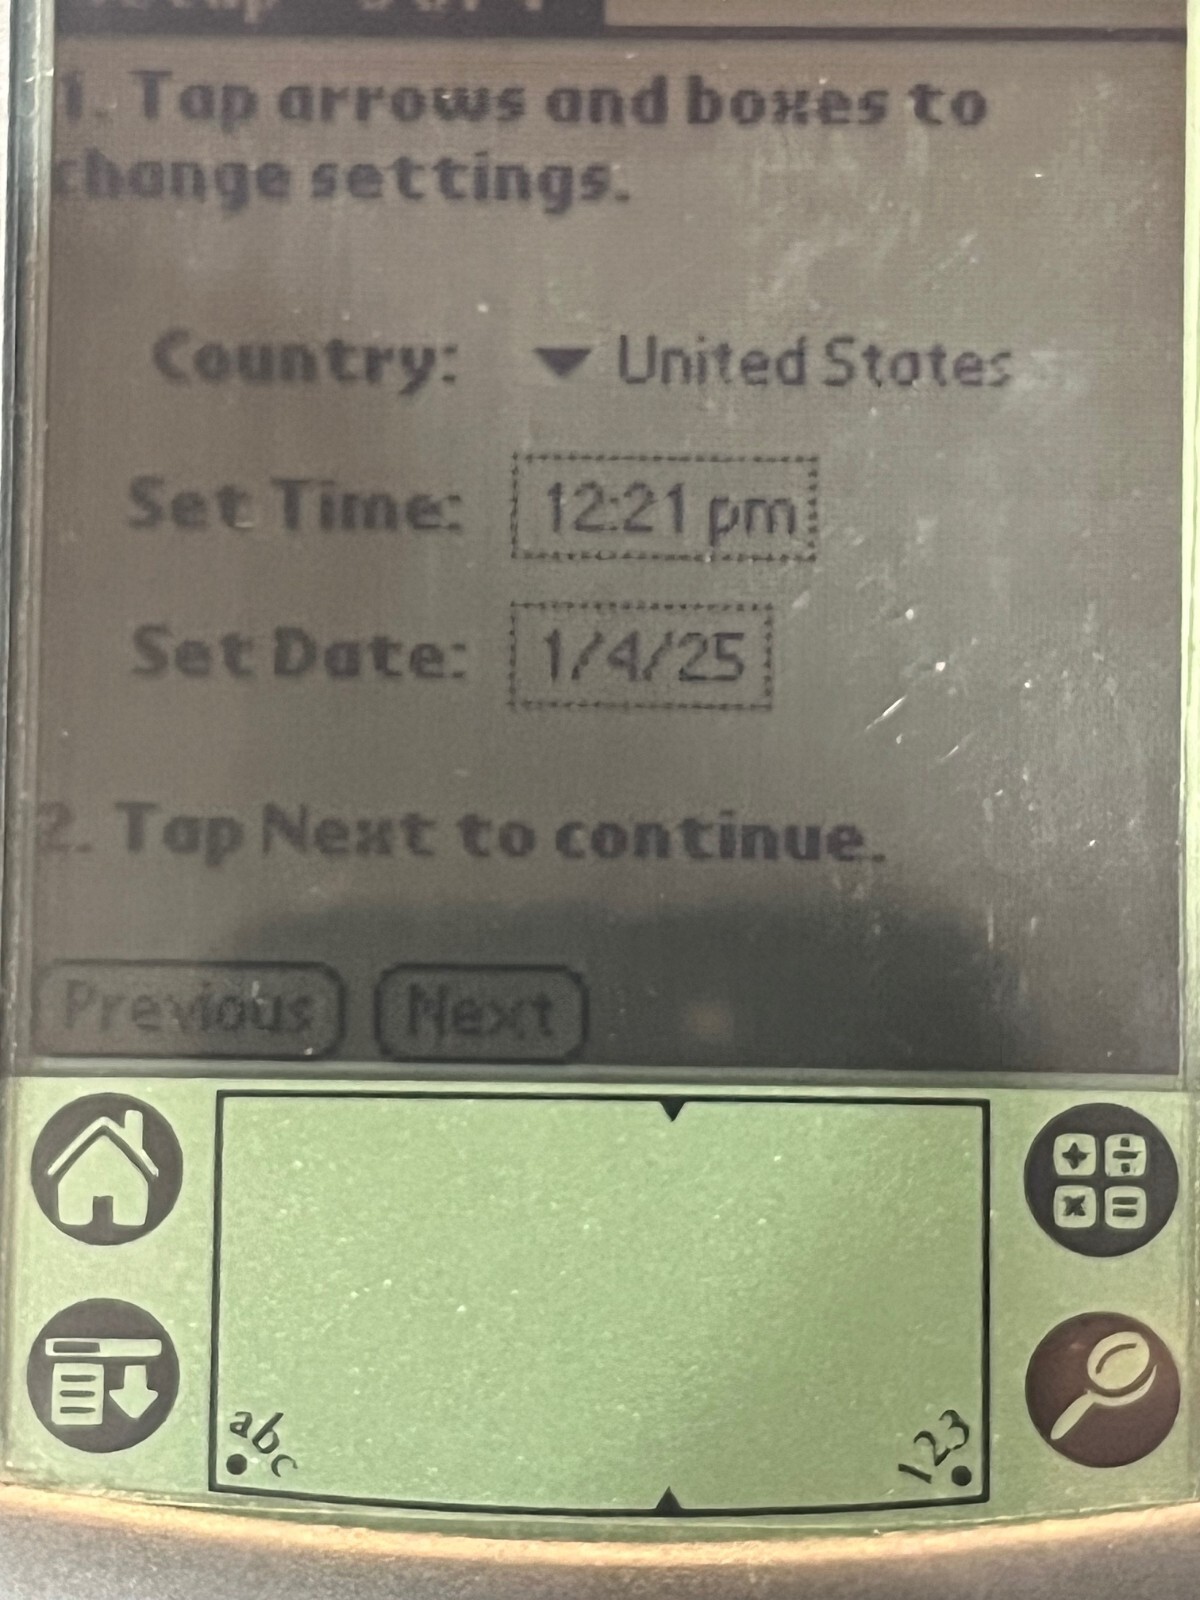 1. Tap arrows and boxes to
change settings.
Country: United States
Set Time: 12:21 pm
Set Date: 1/4/25
2. Tap Next to continue.
Previous Next
abc 123